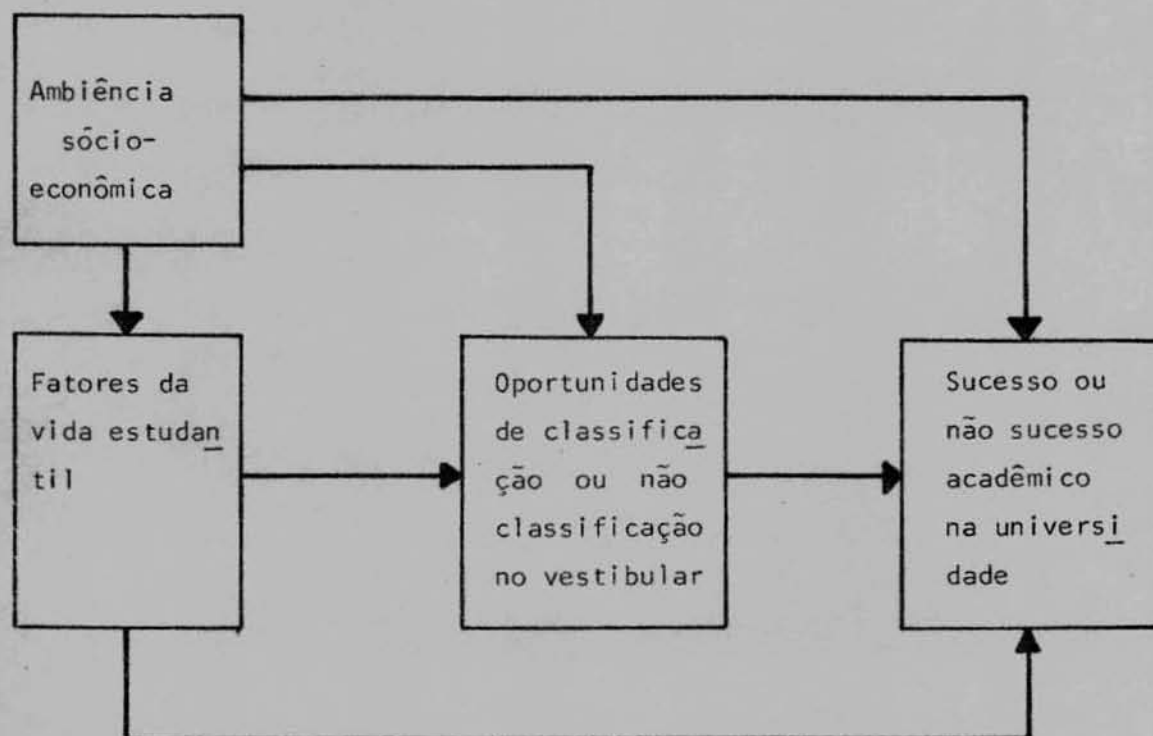 Ambiência
sócio-
econômica
Fatores da
vida estudan
til
Oportunidades
de classifica
ção ou não
classificação
no vestibular
Sucesso ou
não sucesso
acadêmico
na universi
dade